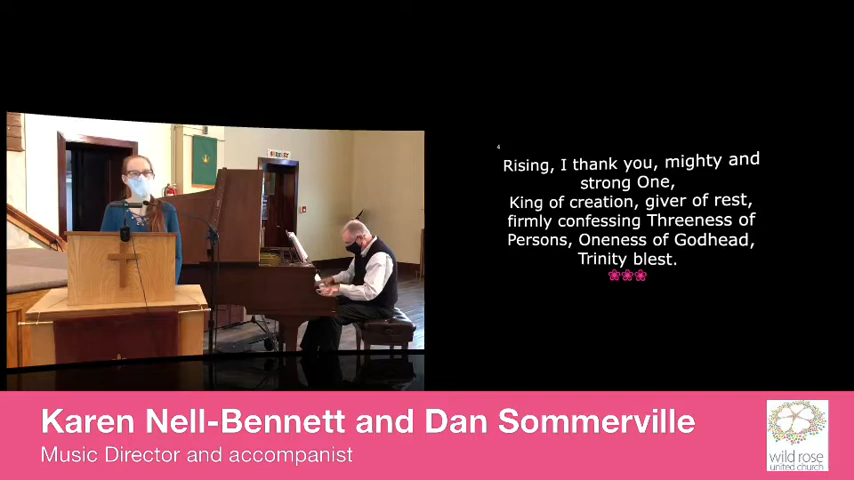 4
Rising, I thank you, mighty and
strong One,
King of creation, giver of rest,
firmly confessing Threeness of
Persons, Oneness of Godhead,
Trinity blest.
Karen Nell-Bennett and Dan Sommerville
Music Director and accompanist
wild rose
united church